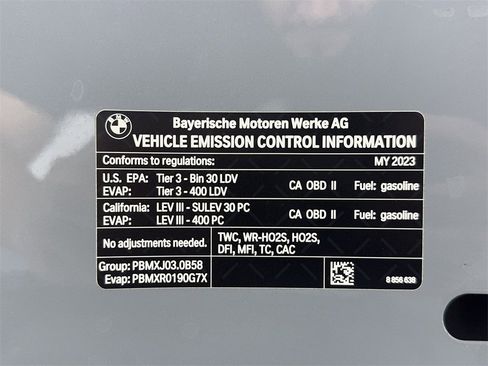 BMW
Bayerische Motoren Werke AG
VEHICLE EMISSION CONTROL INFORMATION
Conforms to regulations: MY 2023
U.S. EPA: Tier 3 - Bin 30 LDV CA OBD II Fuel: gasoline
EVAP: Tier 3 - 400 LDV
California: LEV III - SULEV 30 PC CA OBD II Fuel: gasoline
EVAP: LEV III - 400 PC
No adjustments needed. TWC, WR-HO2S, HO2S,
DFI, MFI, TC, CAC
Group: PBMXJ03.0B58
Evap: PBMXR0190G7X
8 856 638